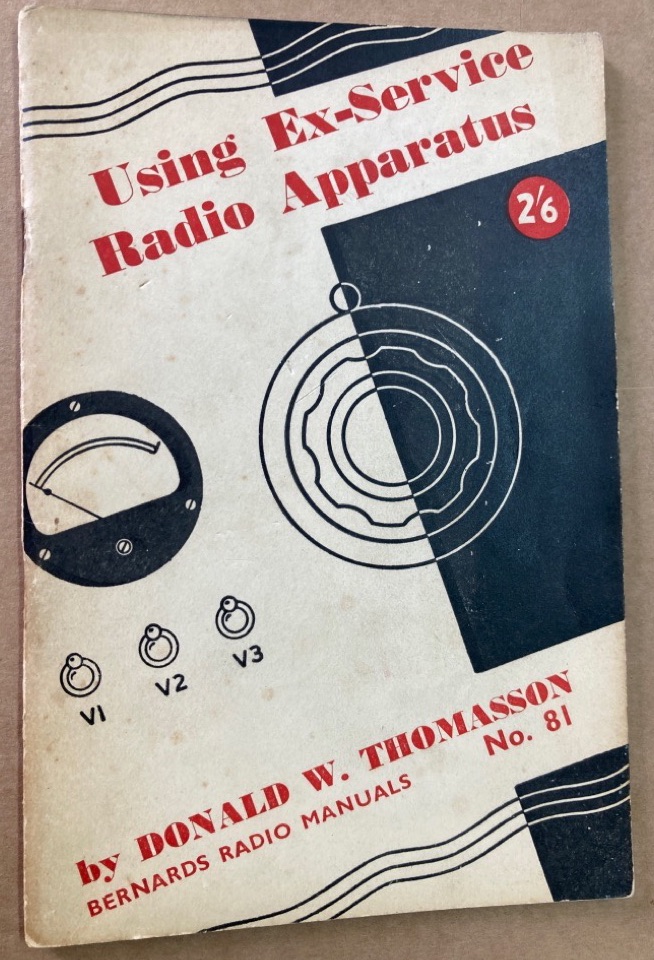 Using Ex-Service
Radio Apparatus
2/6
V1
V2
V3
by DONALD W. THOMASSON
BERNARDS RADIO MANUALS
No. 81